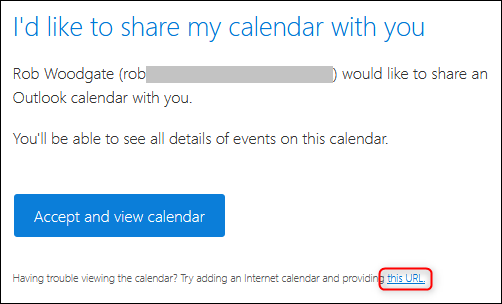 I'd like to share my calendar with you
Rob Woodgate (rob ) would like to share an
Outlook calendar with you.
You'll be able to see all details of events on this calendar.
Accept and view calendar
Having trouble viewing the calendar? Try adding an Internet calendar and providing this URL.